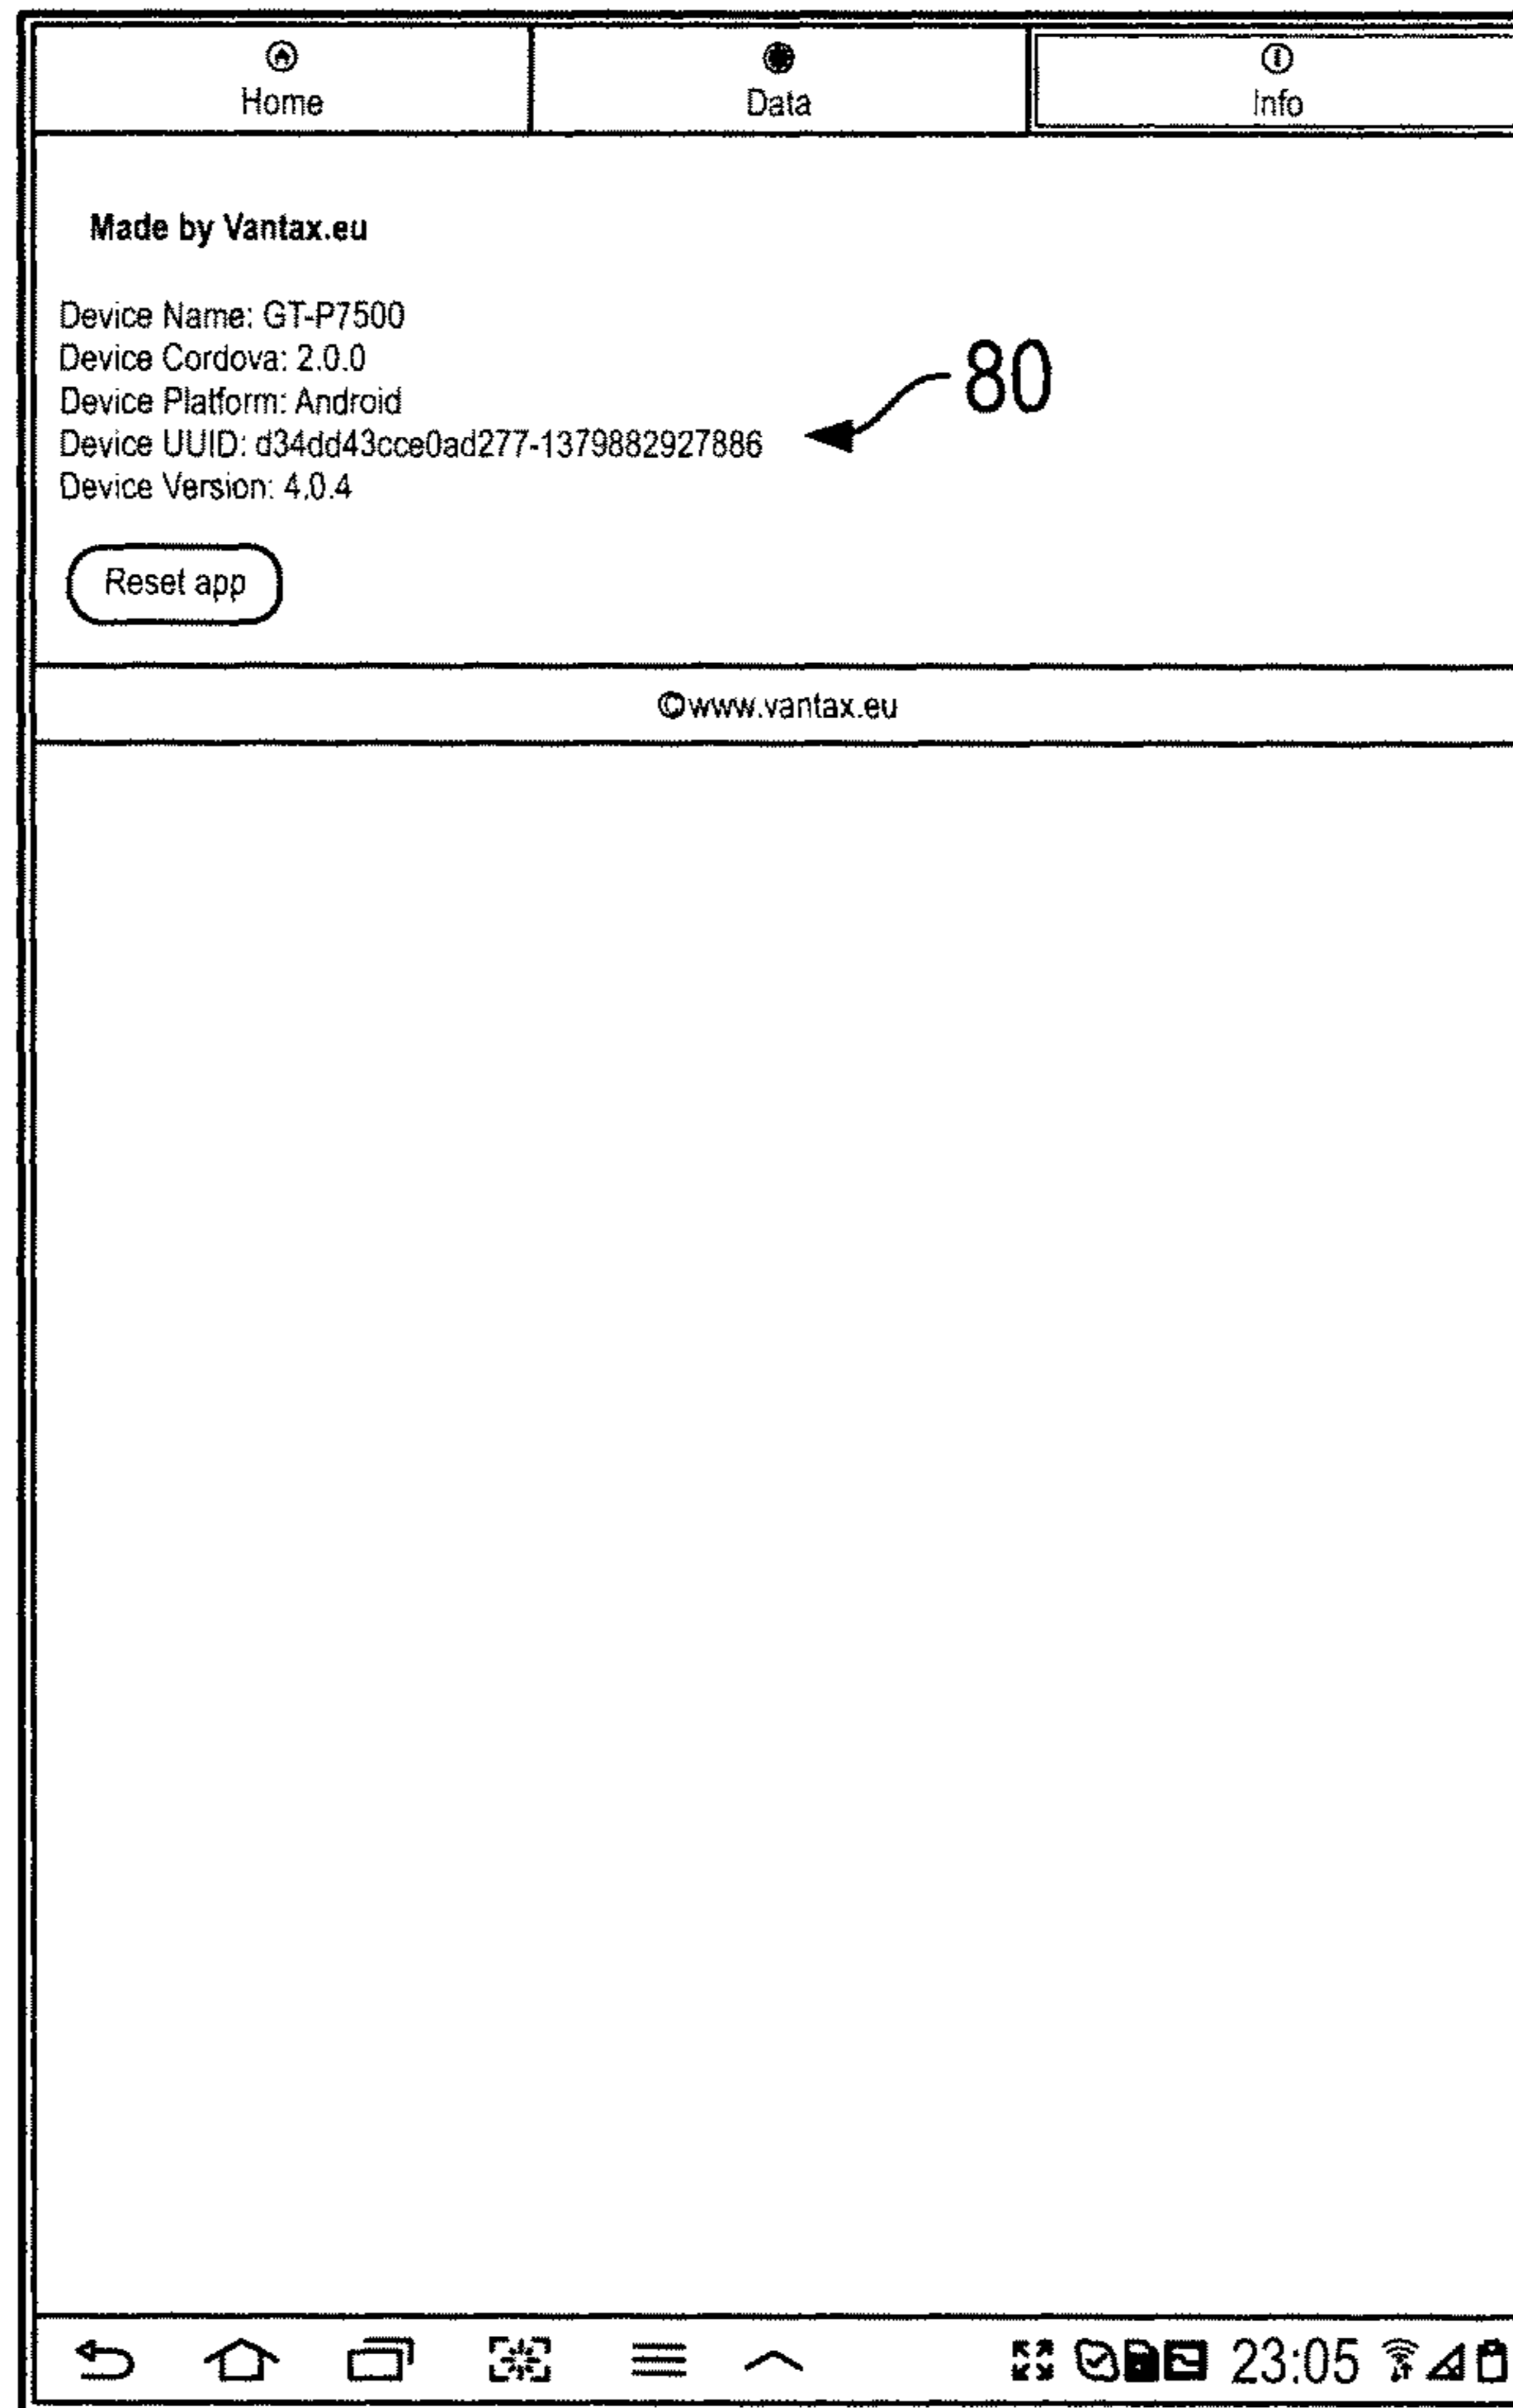 Home
Data
Info
Made by Vantax.eu
Device Name: GT-P7500
Device Cordova: 2.0.0
Device Platform: Android
Device UUID: d34dd43cce0ad277-1379882927886
Device Version: 4.0.4
80
Reset app
©www.vantax.eu
23:05